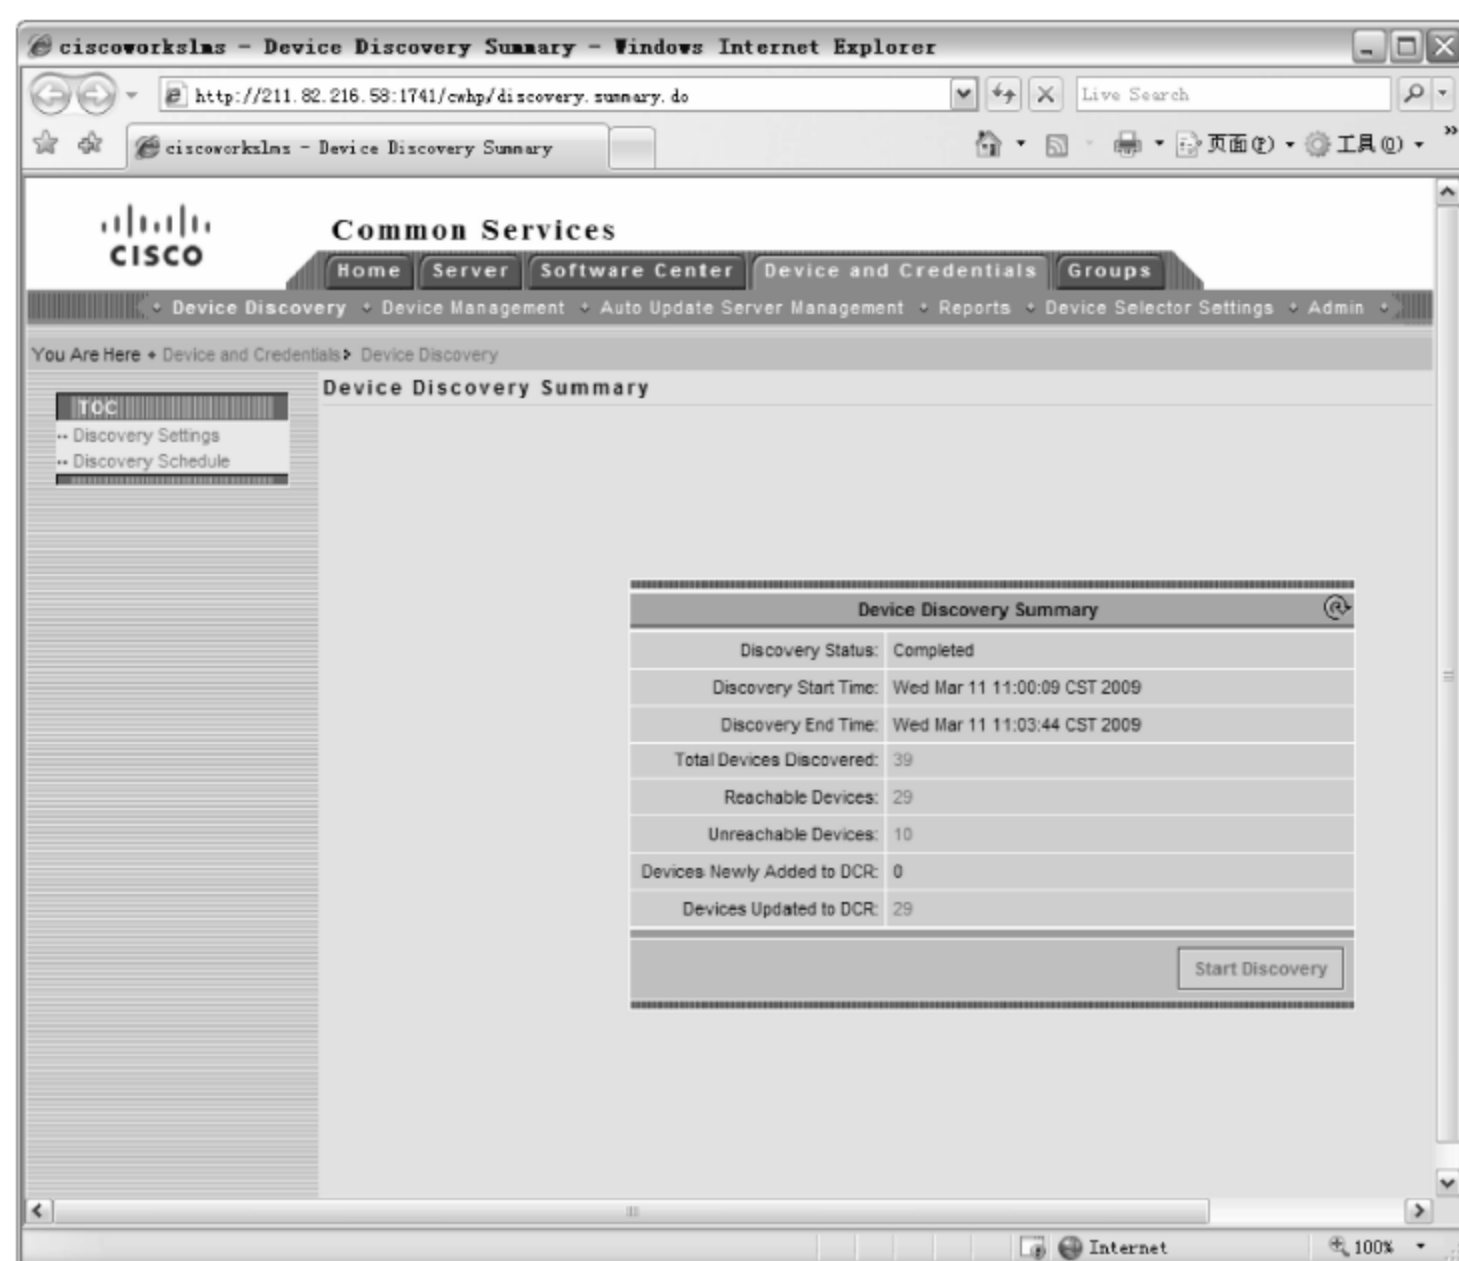 ciscoworkslms - Device Discovery Summary - Windows Internet Explorer
http://211.82.216.58:1741/cwhp/discovery.summary.do
Live Search
ciscoworkslms - Device Discovery Summary
页面(P)
工具(O)
»
CISCO
Common Services
Home Server Software Center Device and Credentials Groups
Device Discovery Device Management Auto Update Server Management Reports Device Selector Settings Admin
You Are Here Device and Credentials Device Discovery
TOC
Discovery Settings
Discovery Schedule
Device Discovery Summary
Device Discovery Summary
Discovery Status: Completed
Discovery Start Time: Wed Mar 11 11:00:09 CST 2009
Discovery End Time: Wed Mar 11 11:03:44 CST 2009
Total Devices Discovered: 39
Reachable Devices: 29
Unreachable Devices: 10
Devices Newly Added to DCR: 0
Devices Updated to DCR: 29
Start Discovery
Internet
100%